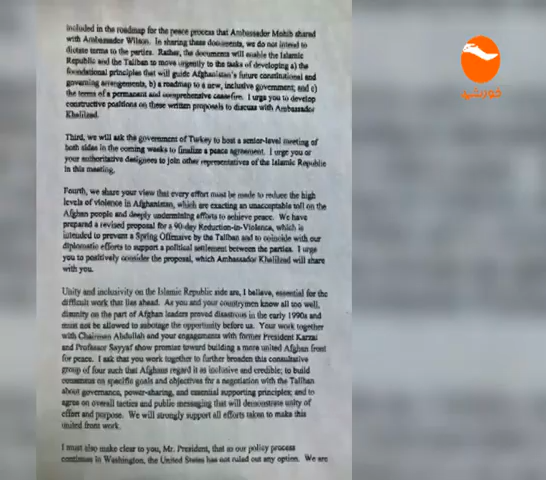 included in the roadmap for the peace process that Ambassador Mohib shared
with Ambassador Wilson. In sharing these documents, we do not intend to
dictate terms to the parties. Rather, the documents will enable the Islamic
Republic and the Taliban to move urgently to the tasks of developing a) the
foundational principles that will guide Afghanistan's future constitutional and
governing arrangements, b) a roadmap to a new, inclusive government; and c)
the terms of a permanent and comprehensive ceasefire. I urge you to develop
constructive positions on these written proposals to discuss with Ambassador
Khalilzad.
Third, we will ask the government of Turkey to host a senior-level meeting of
both sides in the coming weeks to finalize a peace agreement. I urge you or
your authoritative designees to join other representatives of the Islamic Republic
in this meeting.
Fourth, we share your view that every effort must be made to reduce the high
levels of violence in Afghanistan, which are exacting an unacceptable toll on the
Afghan people and deeply undermining efforts to achieve peace. We have
prepared a revised proposal for a 90-day Reduction-in-Violence, which is
intended to prevent a Spring Offensive by the Taliban and to coincide with our
diplomatic efforts to support a political settlement between the parties. I urge
you to positively consider the proposal, which Ambassador Khalilzad will share
with you.
Unity and inclusivity on the Islamic Republic side are, I believe, essential for the
difficult work that lies ahead. As you and your countrymen know all too well,
disunity on the part of Afghan leaders proved disastrous in the early 1990s and
must not be allowed to sabotage the opportunity before us. Your work together
with Chairman Abdullah and your engagements with former President Karzai
and Professor Sayyaf show promise toward building a more united Afghan front
for peace. I ask that you work together to further broaden this consultative
group of four such that Afghans regard it as inclusive and credible; to build
consensus on specific goals and objectives for a negotiation with the Taliban
about governance, power-sharing, and essential supporting principles; and to
agree on overall tactics and public messaging that will demonstrate unity of
effort and purpose. We will strongly support all efforts taken to make this
united front work.
I must also make clear to you, Mr. President, that as our policy process
continues in Washington, the United States has not ruled out any option. We are